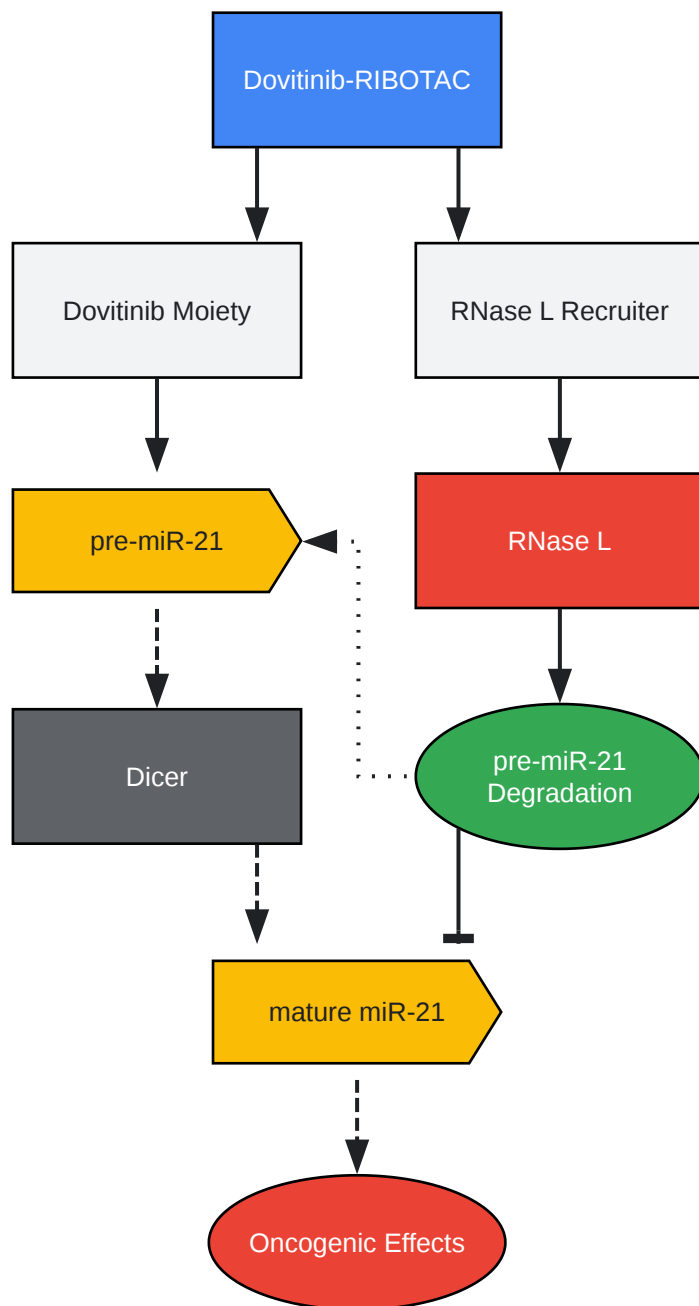 Dovitinib-RIBOTAC
Dovitinib Moiety
RNase L Recruiter
pre-miR-21
RNase L
Dicer
pre-miR-21
Degradation
mature miR-21
Oncogenic Effects